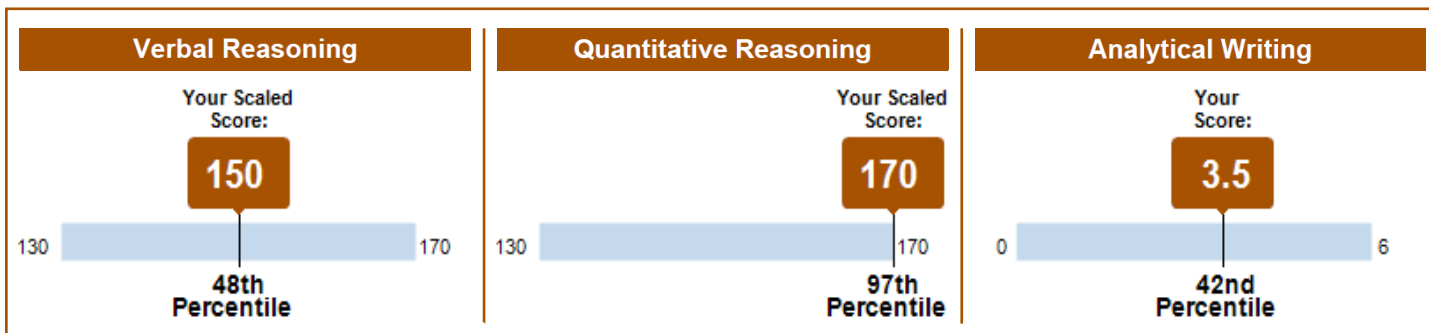 Verbal Reasoning
Your Scaled
Score:
150
130
170
48th
Percentile
Quantitative Reasoning
Your Scaled
Score:
170
130
170
97th
Percentile
Analytical Writing
Your
Score:
3.5
0
6
42nd
Percentile